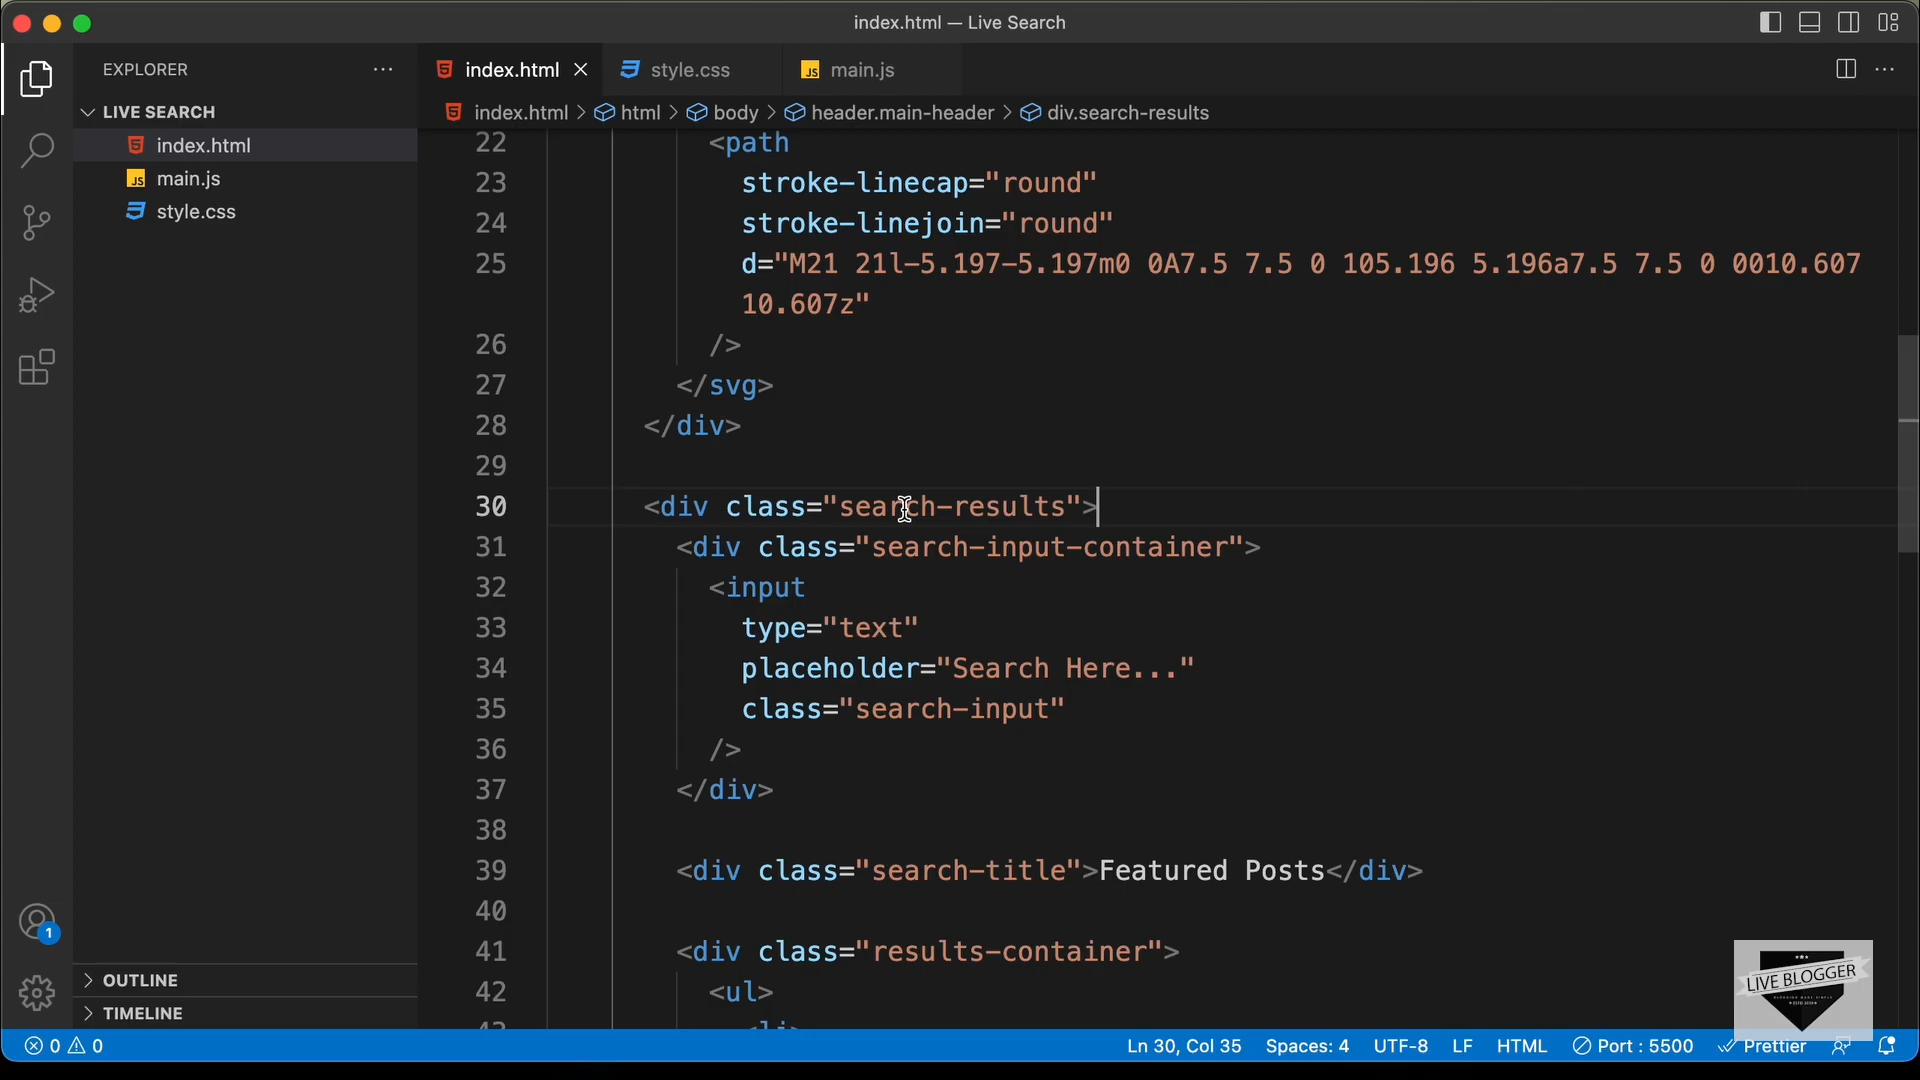 index.html — Live Search
EXPLORER
LIVE SEARCH
index.html
main.js
style.css
OUTLINE
TIMELINE
index.html
style.css
main.js
index.html > html > body > header.main-header > div.search-results
22 <path
23 stroke-linecap="round"
24 stroke-linejoin="round"
25 d="M21 21l-5.197-5.197m0 0A7.5 7.5 0 105.196 5.196a7.5 7.5 0 0010.607
10.607z"
26 />
27 </svg>
28 </div>
29
30 <div class="search-results">
31 <div class="search-input-container">
32 <input
33 type="text"
34 placeholder="Search Here..."
35 class="search-input"
36 />
37 </div>
38
39 <div class="search-title">Featured Posts</div>
40
41 <div class="results-container">
42 <ul>
43 <li>
LIVE BLOGGER
1
0 0
Ln 30, Col 35 Spaces: 4 UTF-8 LF HTML Port : 5500 Prettier